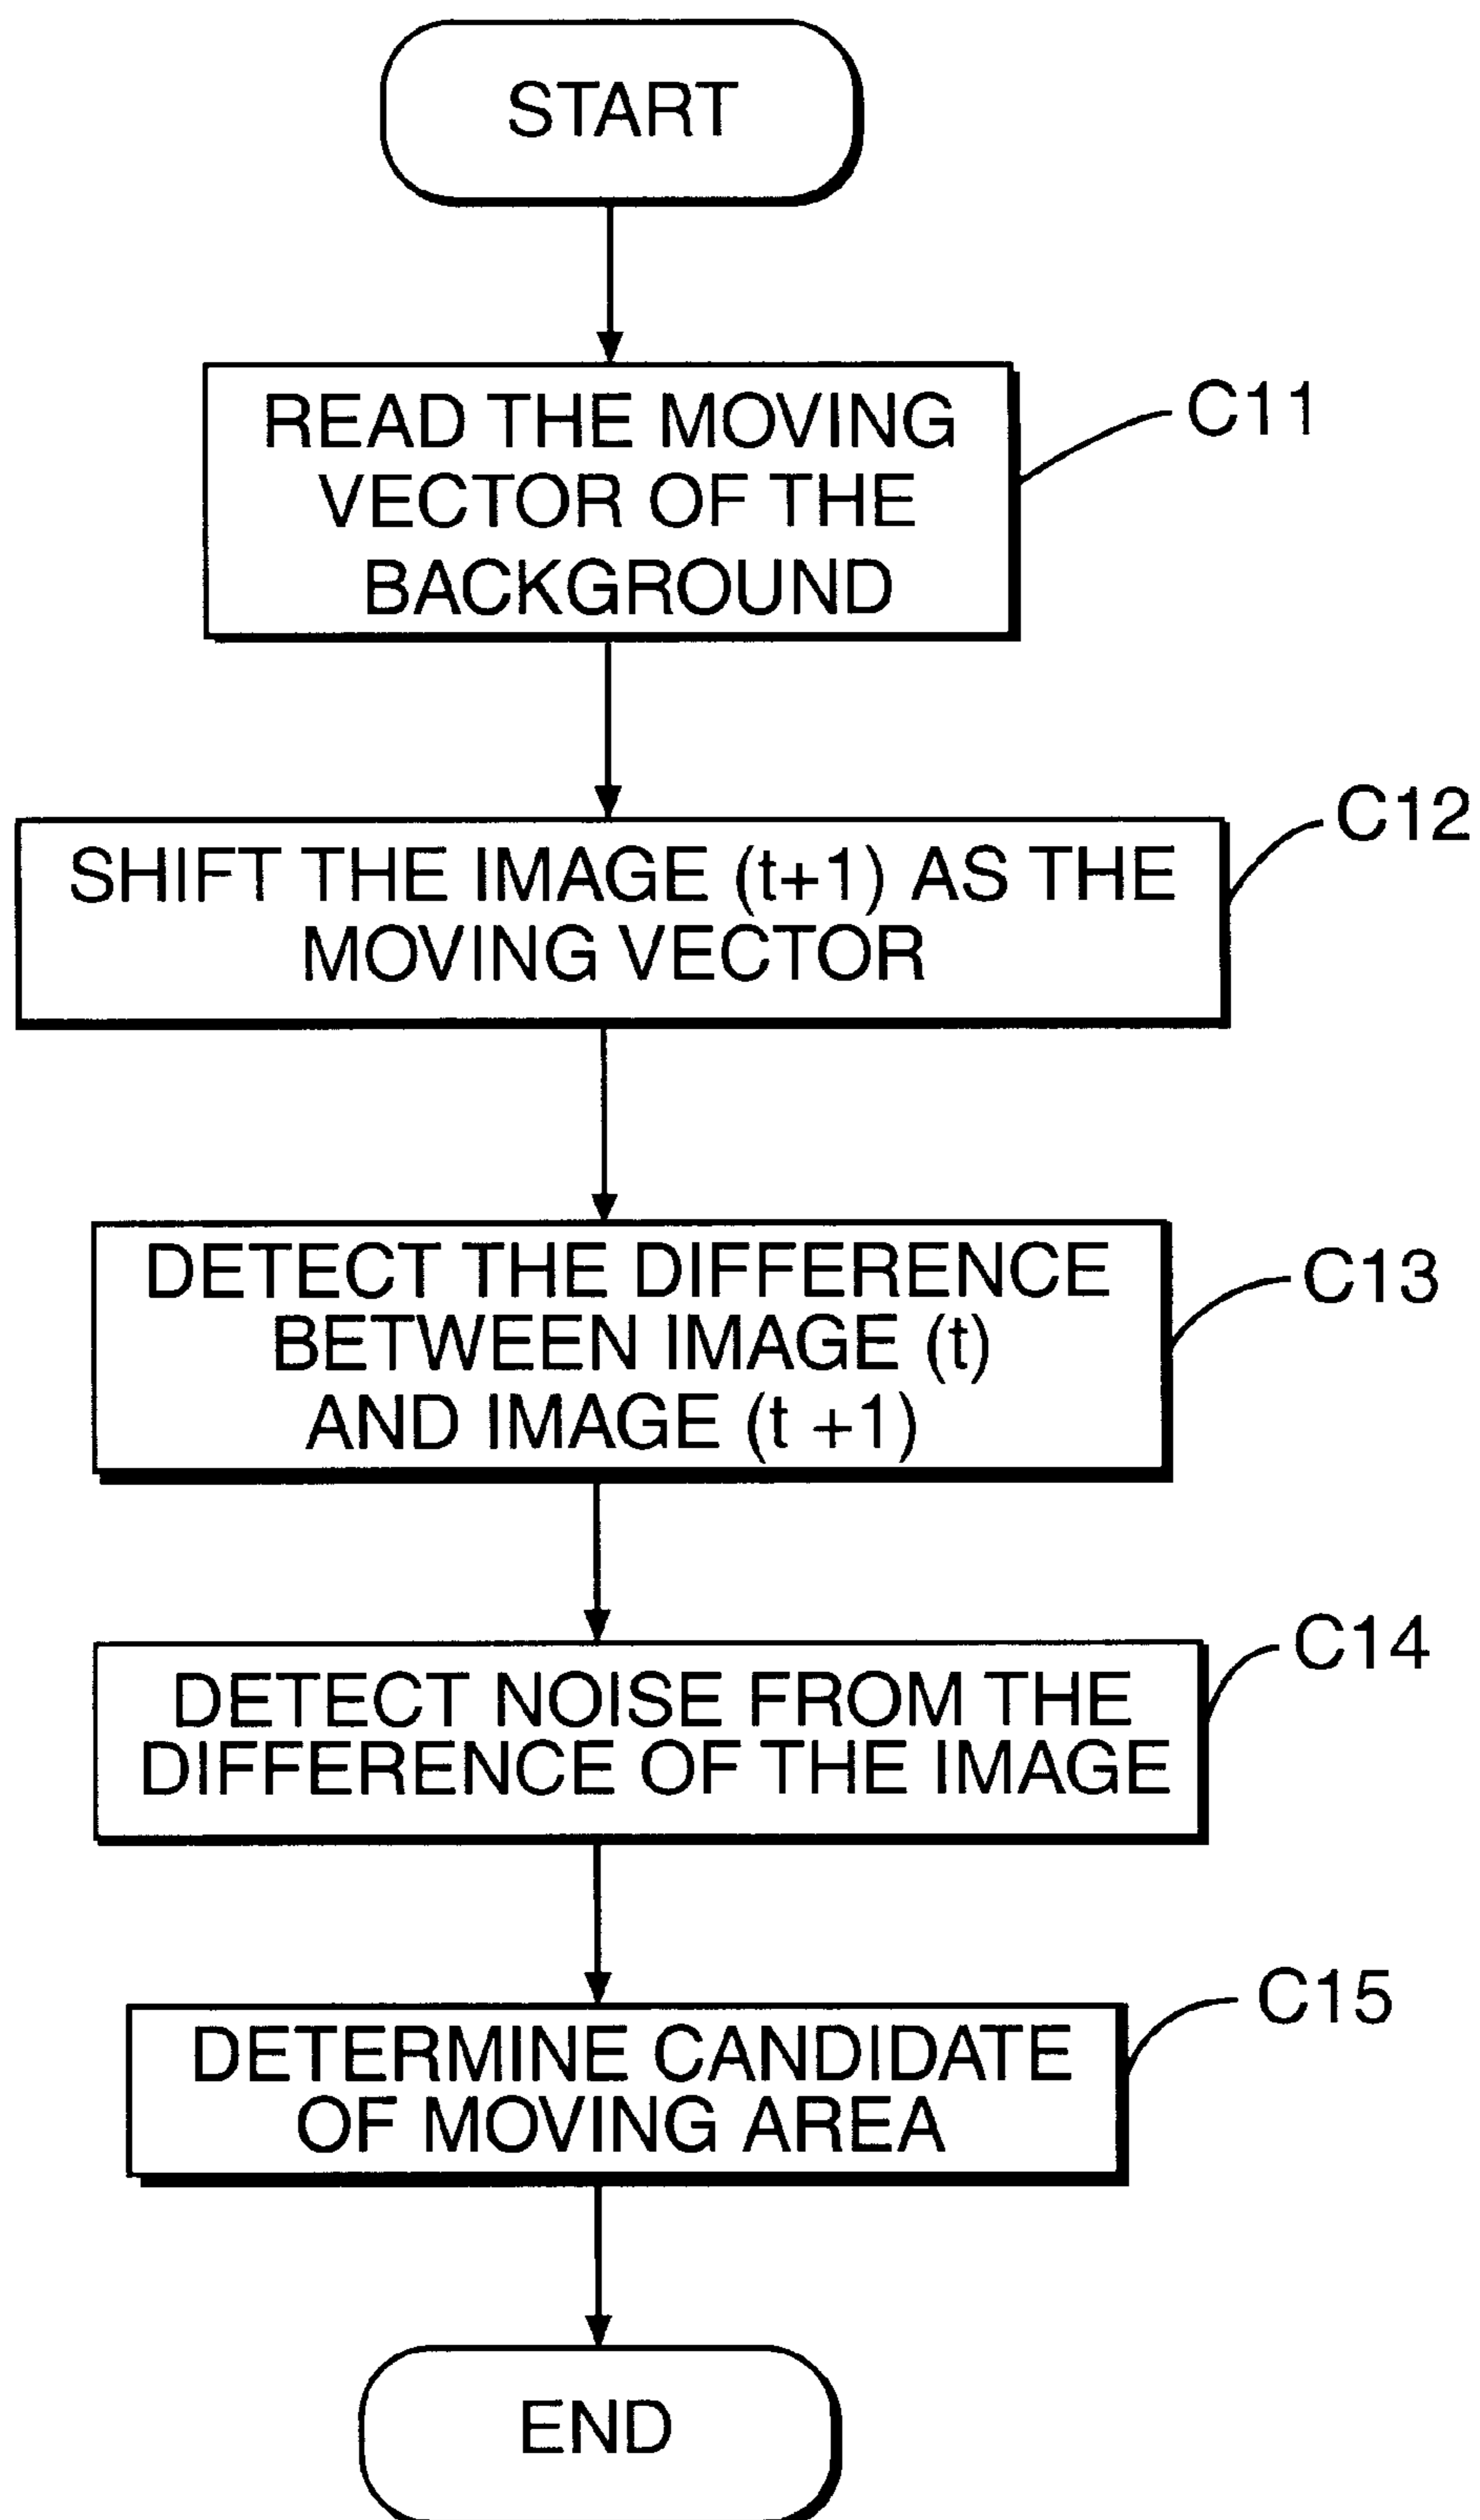 START
READ THE MOVING
VECTOR OF THE
BACKGROUND
C11
SHIFT THE IMAGE (t+1) AS THE
MOVING VECTOR
C12
DETECT THE DIFFERENCE
BETWEEN IMAGE (t)
AND IMAGE (t +1)
C13
DETECT NOISE FROM THE
DIFFERENCE OF THE IMAGE
C14
DETERMINE CANDIDATE
OF MOVING AREA
C15
END